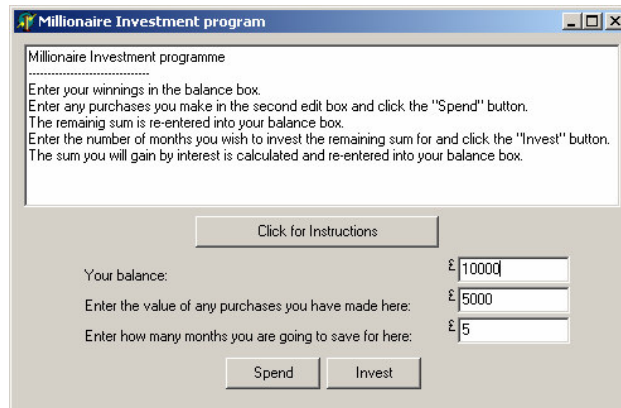 Millionaire Investment program
Millionaire Investment programme
-------------------------------
Enter your winnings in the balance box.
Enter any purchases you make in the second edit box and click the "Spend" button.
The remainig sum is re-entered into your balance box.
Enter the number of months you wish to invest the remaining sum for and click the "Invest" button.
The sum you will gain by interest is calculated and re-entered into your balance box.
Click for Instructions
Your balance: £ 10000
Enter the value of any purchases you have made here: £ 5000
Enter how many months you are going to save for here: £ 5
Spend Invest